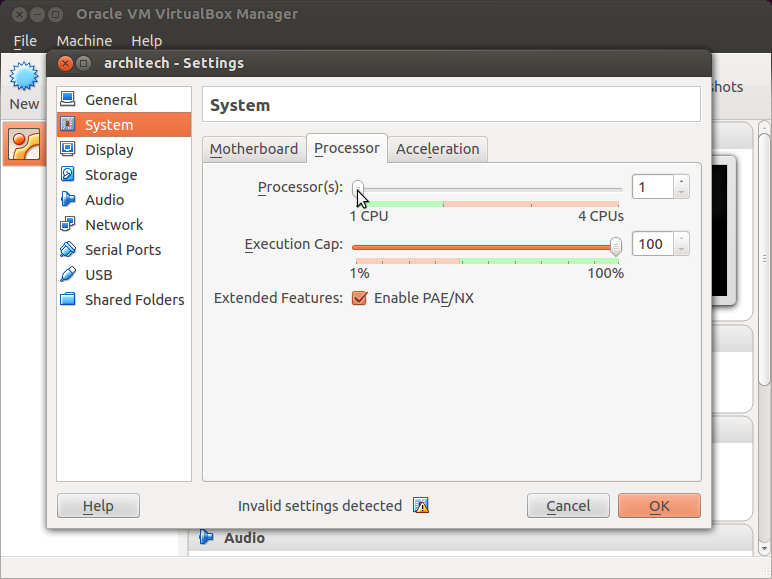 Oracle VM VirtualBox Manager
File Machine Help
architech - Settings
New
shots
General
System
Display
Storage
Audio
Network
Serial Ports
USB
Shared Folders
System
Motherboard Processor Acceleration
Processor(s): 1
1 CPU 4 CPUs
Execution Cap: 100
1% 100%
Extended Features: Enable PAE/NX
Help Invalid settings detected Cancel OK
Audio